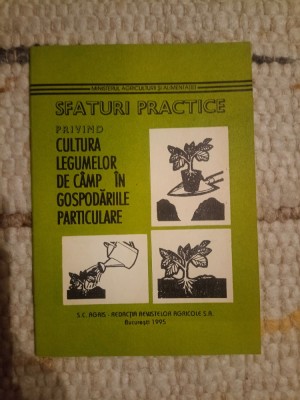 MINISTERUL AGRICULTURII ȘI ALIMENTAȚIEI
SFATURI PRACTICE
PRIVIND
CULTURA
LEGUMELOR
DE CÂMP ÎN
GOSPODĂRIILE
PARTICULARE
S.C. AGRIS - REDACȚIA REVISTELOR AGRICOLE S.A.
București 1995